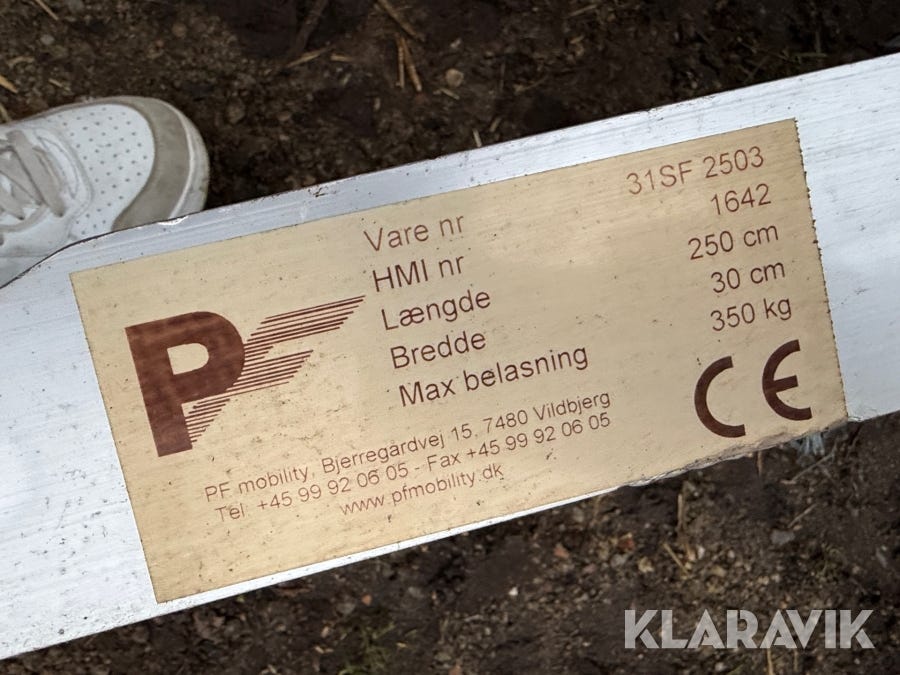 Vare nr 31SF 2503
HMI nr 1642
Længde 250 cm
Bredde 30 cm
Max belasning 350 kg
PF
CE
PF mobility, Bjerregårdvej 15, 7480 Vildbjerg
Tel +45 99 92 06 05 - Fax +45 99 92 06 05
www.pfmobility.dk
KLARAVIK